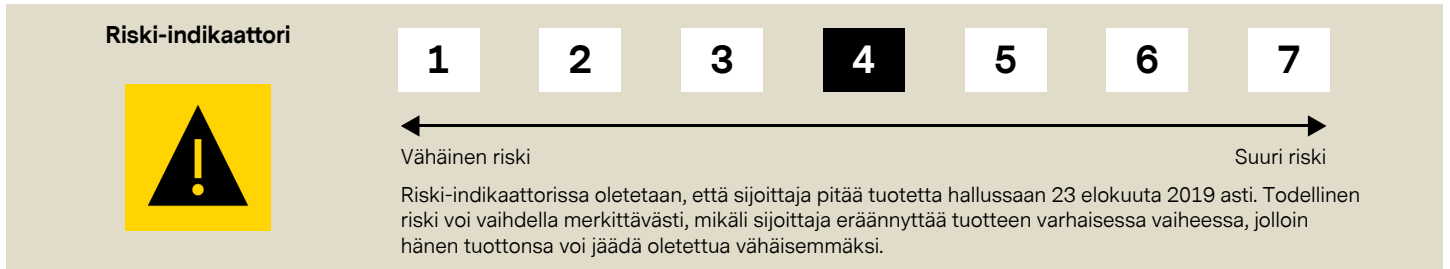 Riski-indikaattori
1 2 3 4 5 6 7
Vähäinen riski Suuri riski
Riski-indikaattorissa oletetaan, että sijoittaja pitää tuotetta hallussaan 23 elokuuta 2019 asti. Todellinen
riski voi vaihdella merkittävästi, mikäli sijoittaja eräännyttää tuotteen varhaisessa vaiheessa, jolloin
hänen tuottonsa voi jäädä oletettua vähäisemmäksi.